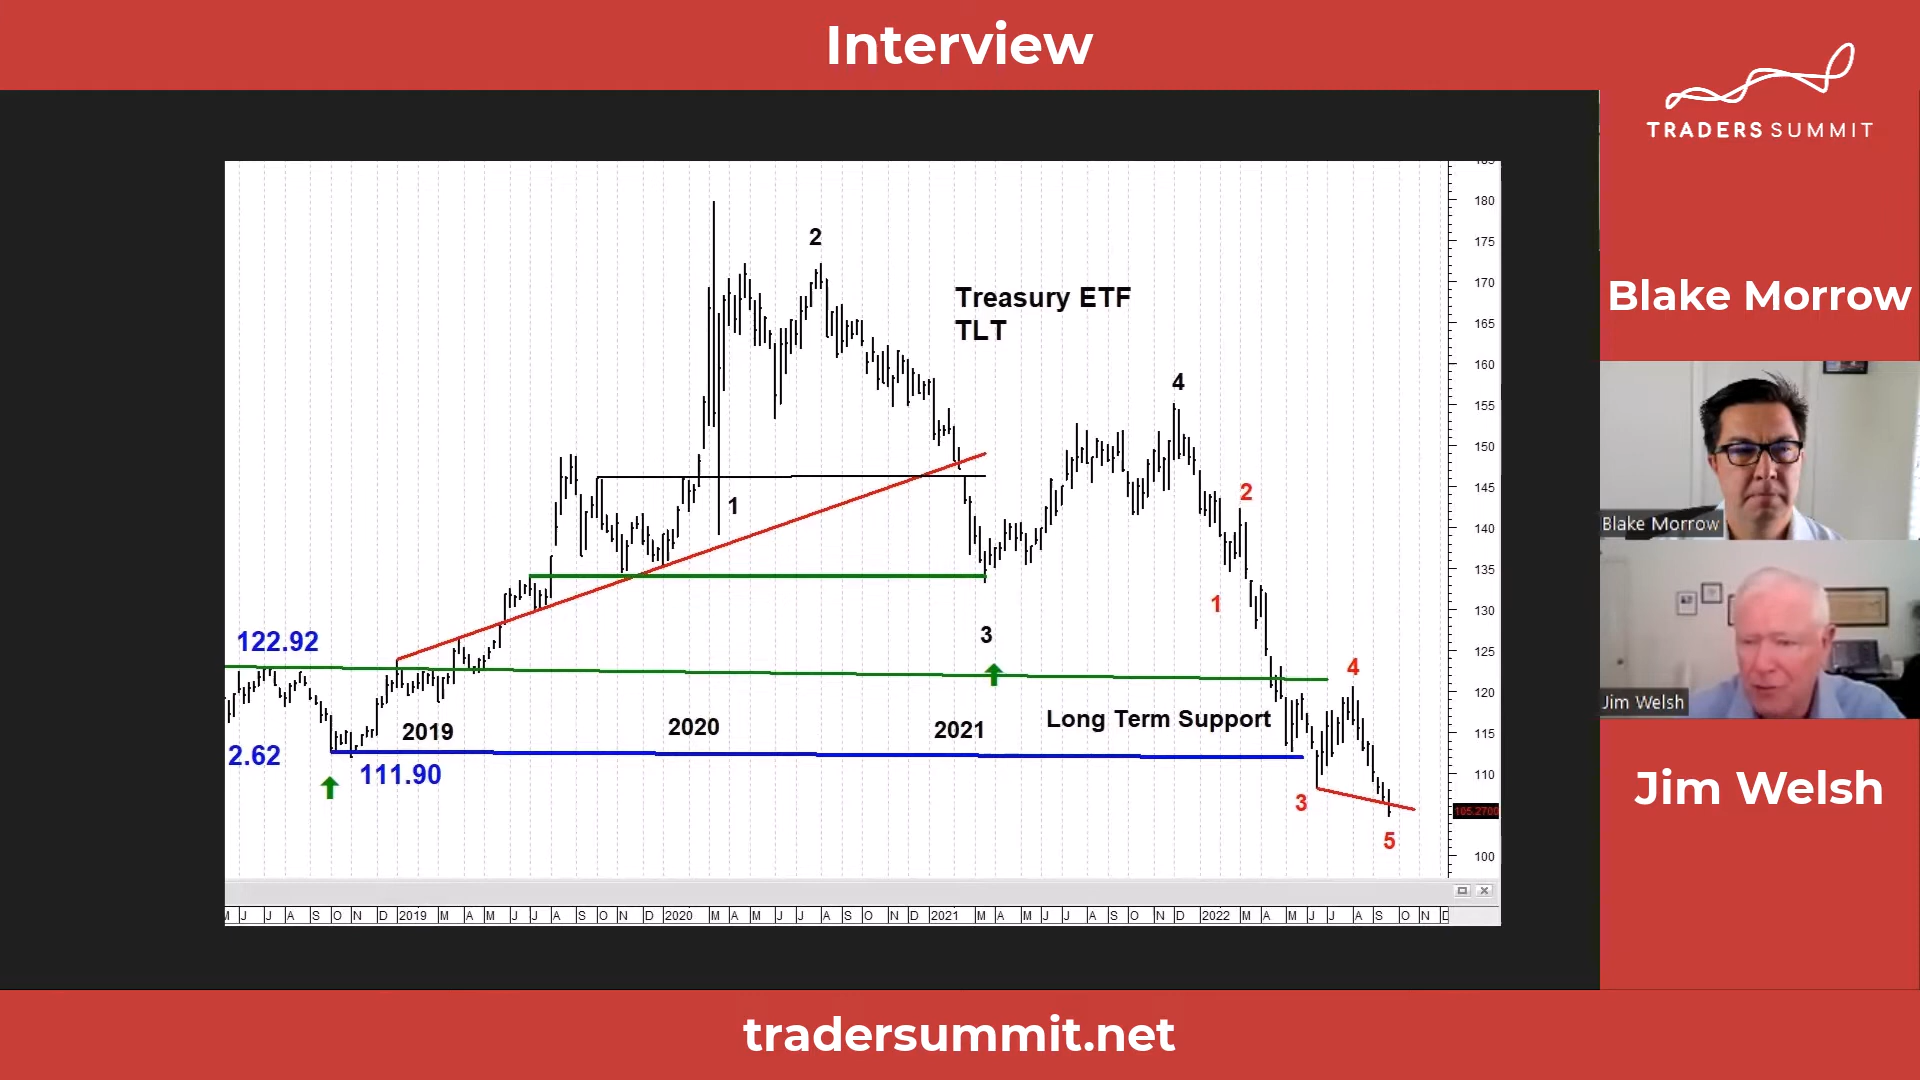 Interview
TRADERS SUMMIT
Blake Morrow
Blake Morrow
Jim Welsh
Jim Welsh
Treasury ETF
TLT
2
4
1
3
2
1
4
3
5
122.92
2019
2020
2021
Long Term Support
2.62
111.90
180
175
170
165
160
155
150
145
140
135
130
125
120
115
110
105.2700
100
J J A S O N D 2019 M A M J J A S O N D 2020 M A M J J A S O N D 2021 M A M J J A S O N D 2022 M A M J J A S O N
tradersummit.net